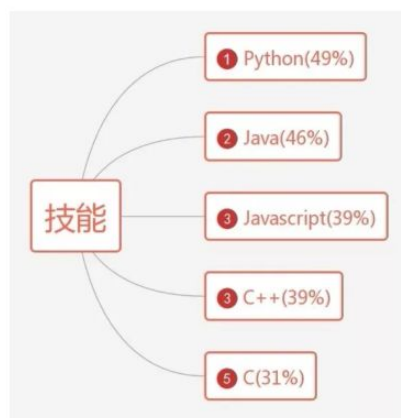 1 Python(49%)
2 Java(46%)
技能
3 Javascript(39%)
3 C++(39%)
5 C(31%)